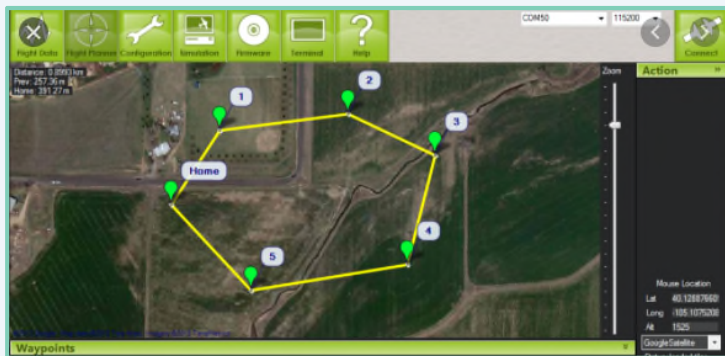 Flight Data
Flight Planner
Configuration
Simulation
Firmware
Terminal
Help
COM50
115200
Connect
Distance: 0.8993 km
Prev: 257.36 m
Home: 391.27 m
Zoom
Action
1
2
3
Home
4
5
Mouse Location
Lat 40.12887660
Long -105.1075208
Alt 1525
GoogleSatellite
Waypoints